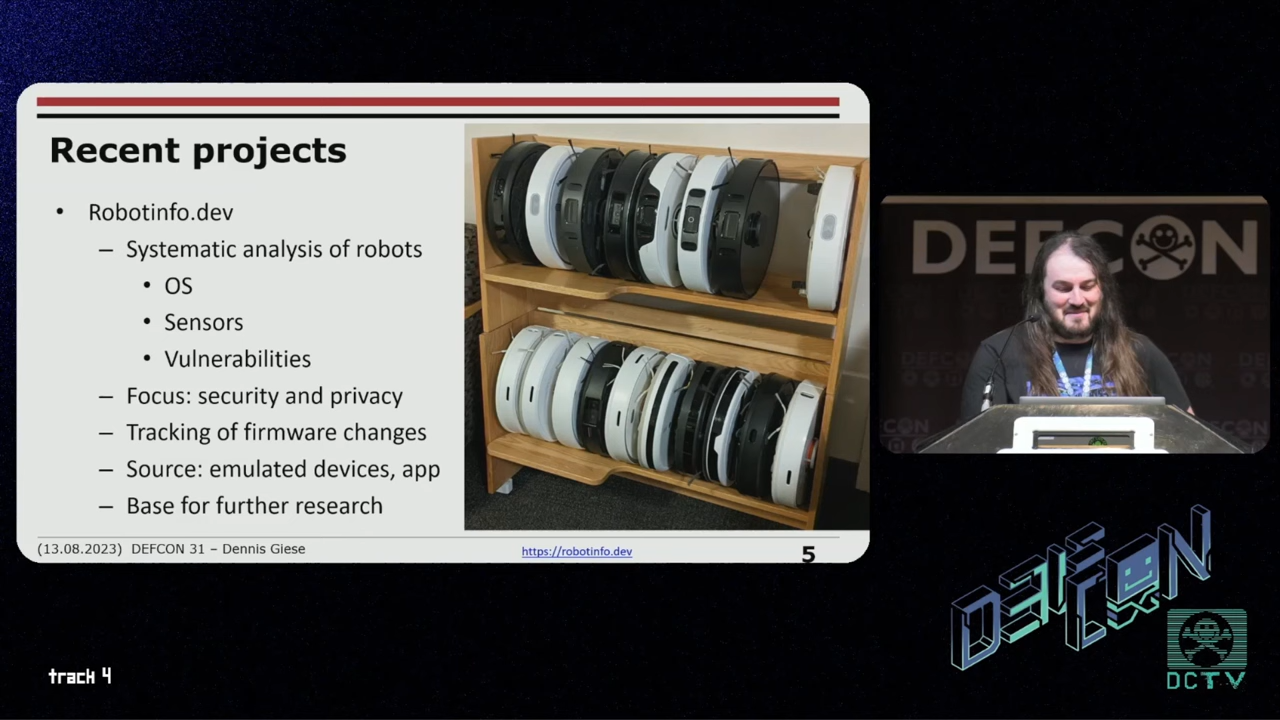 Recent projects
• Robotinfo.dev
– Systematic analysis of robots
• OS
• Sensors
• Vulnerabilities
– Focus: security and privacy
– Tracking of firmware changes
– Source: emulated devices, app
– Base for further research
(13.08.2023) DEFCON 31 – Dennis Giese
https://robotinfo.dev
5
DEFCON
DEFCON
DCTV
track 4